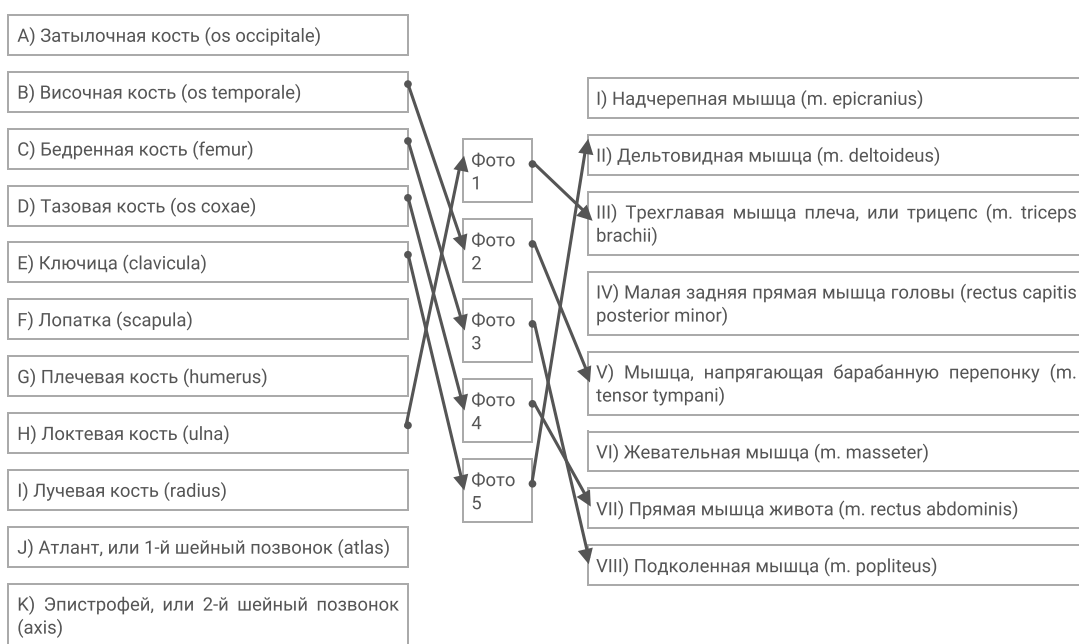 A) Затылочная кость (os occipitale)
B) Височная кость (os temporale)
C) Бедренная кость (femur)
D) Тазовая кость (os coxae)
E) Ключица (clavicula)
F) Лопатка (scapula)
G) Плечевая кость (humerus)
H) Локтевая кость (ulna)
I) Лучевая кость (radius)
J) Атлант, или 1-й шейный позвонок (atlas)
K) Эпистрофей, или 2-й шейный позвонок
(axis)
Фото
1
Фото
2
Фото
3
Фото
4
Фото
5
I) Надчерепная мышца (m. epicranius)
II) Дельтовидная мышца (m. deltoideus)
III) Трехглавая мышца плеча, или трицепс (m. triceps
brachii)
IV) Малая задняя прямая мышца головы (rectus capitis
posterior minor)
V) Мышца, напрягающая барабанную перепонку (m.
tensor tympani)
VI) Жевательная мышца (m. masseter)
VII) Прямая мышца живота (m. rectus abdominis)
VIII) Подколенная мышца (m. popliteus)